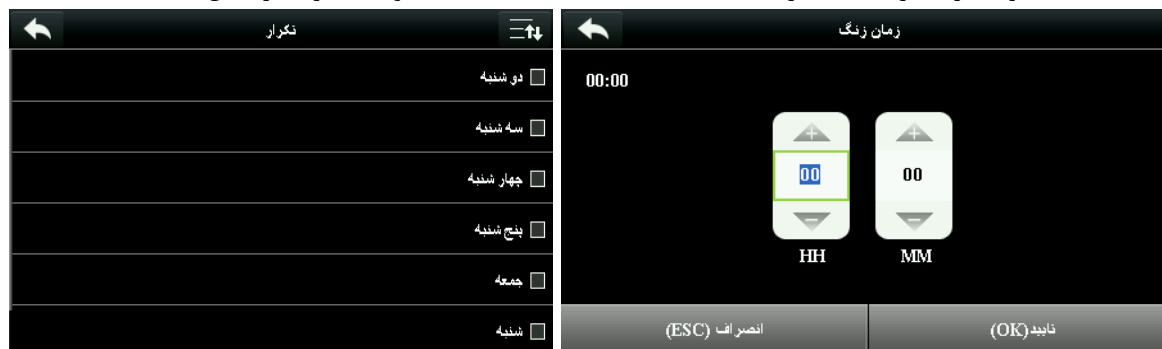 تکرار
دو شنبه
سه شنبه
چهار شنبه
پنج شنبه
جمعه
شنبه
زمان زنگ
00:00
00 00
HH MM
انصراف (ESC) تایید(OK)